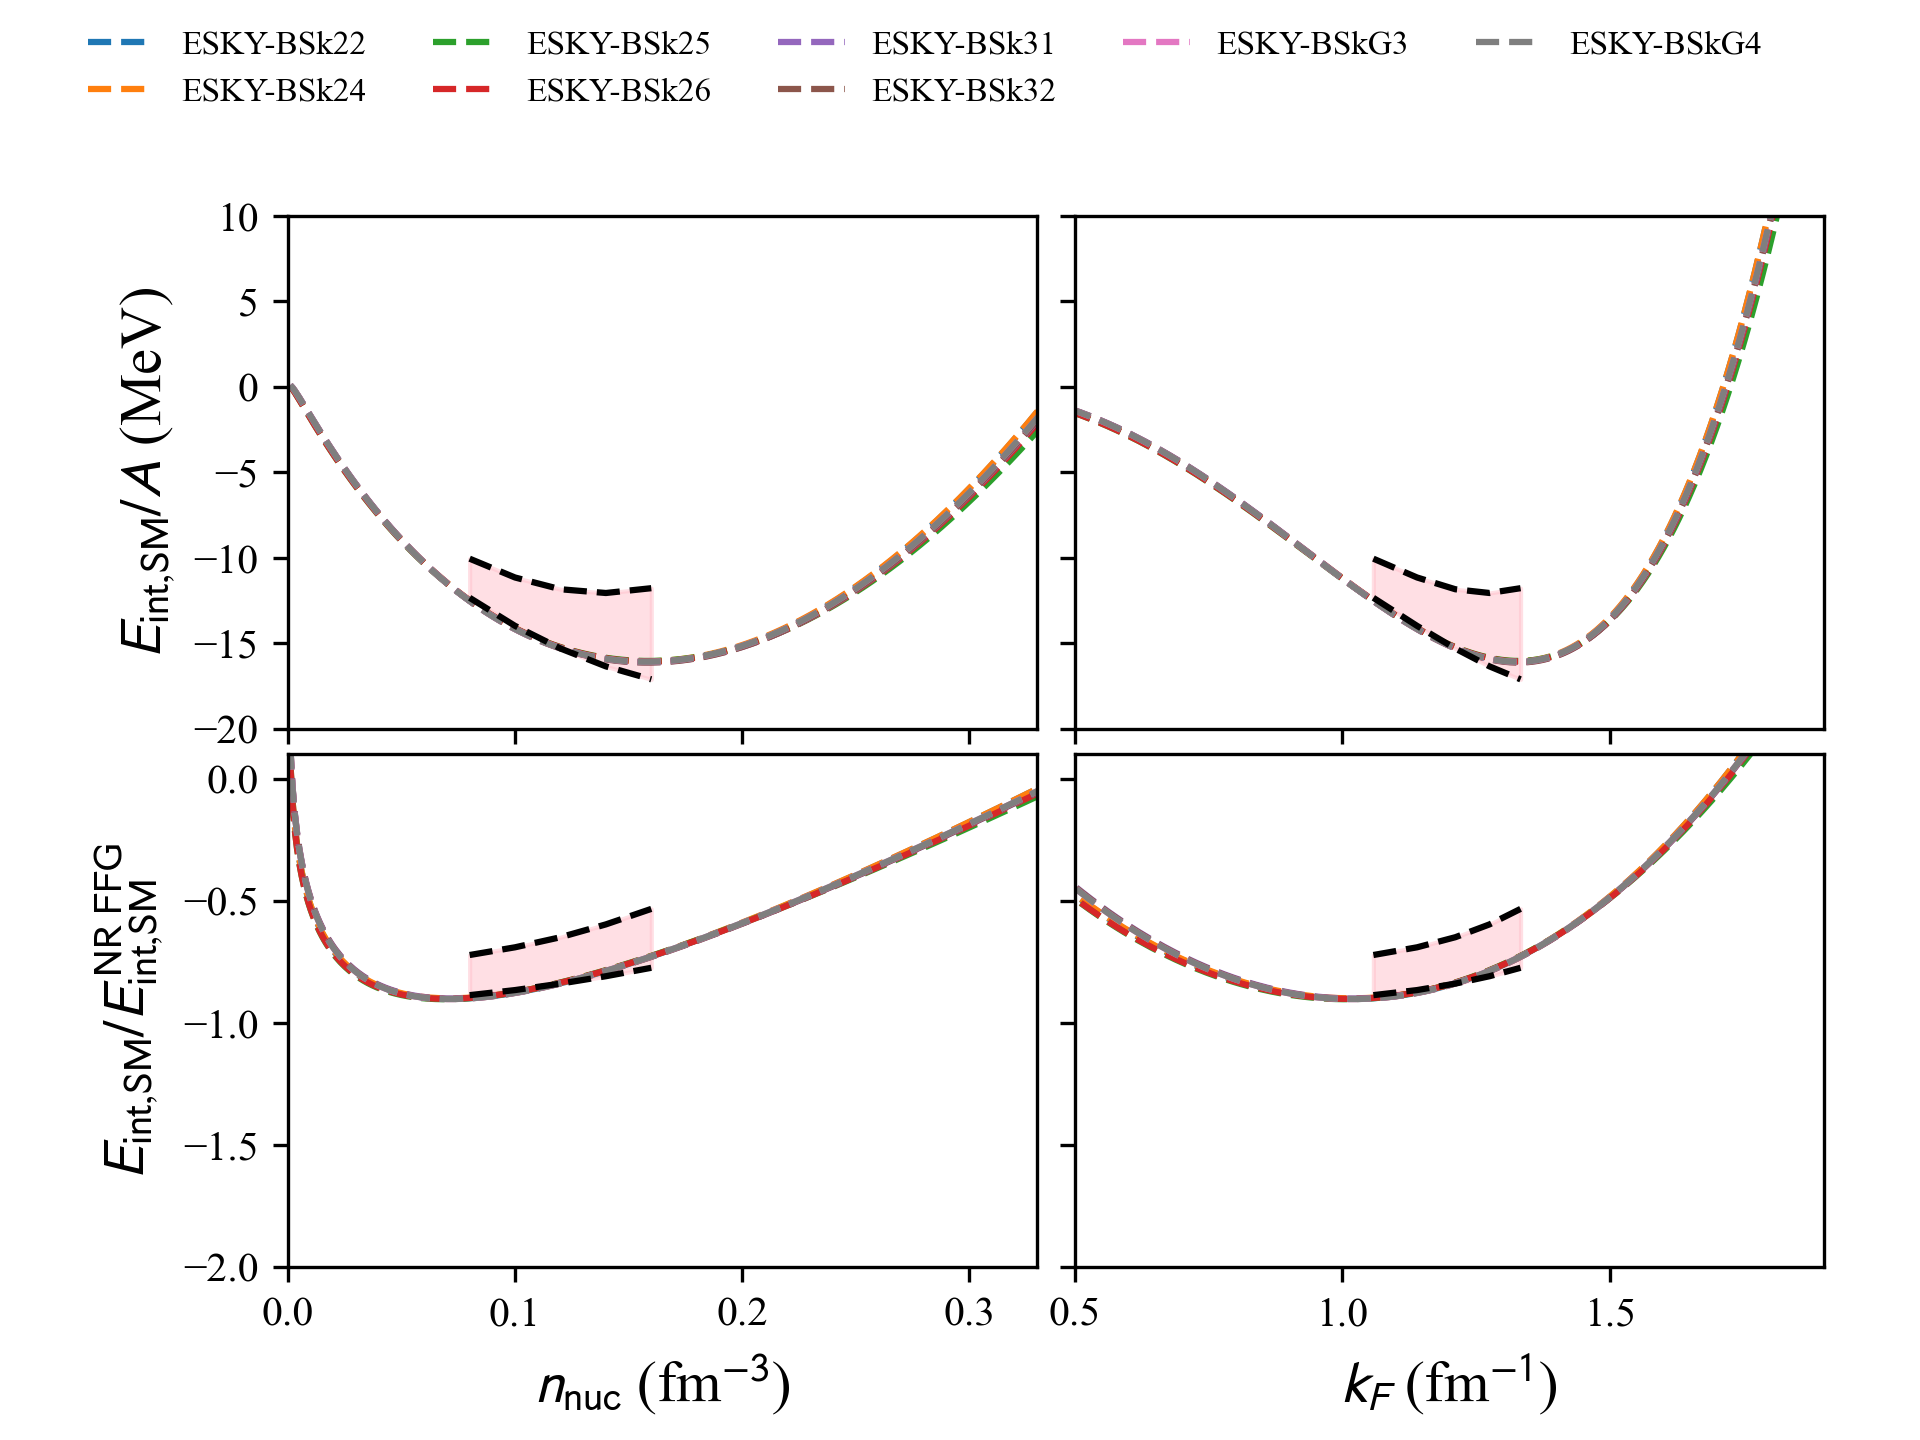 ESKY-BSk22 ESKY-BSk25 ESKY-BSk31 ESKY-BSkG3 ESKY-BSkG4
ESKY-BSk24 ESKY-BSk26 ESKY-BSk32
E_int,SM/A (MeV)
10
5
0
−5
−10
−15
−20
E_int,SM/E_int,SM^NR FFG
0.0
−0.5
−1.0
−1.5
−2.0
0.0 0.1 0.2 0.3 0.5 1.0 1.5
n_nuc (fm⁻³) k_F (fm⁻¹)